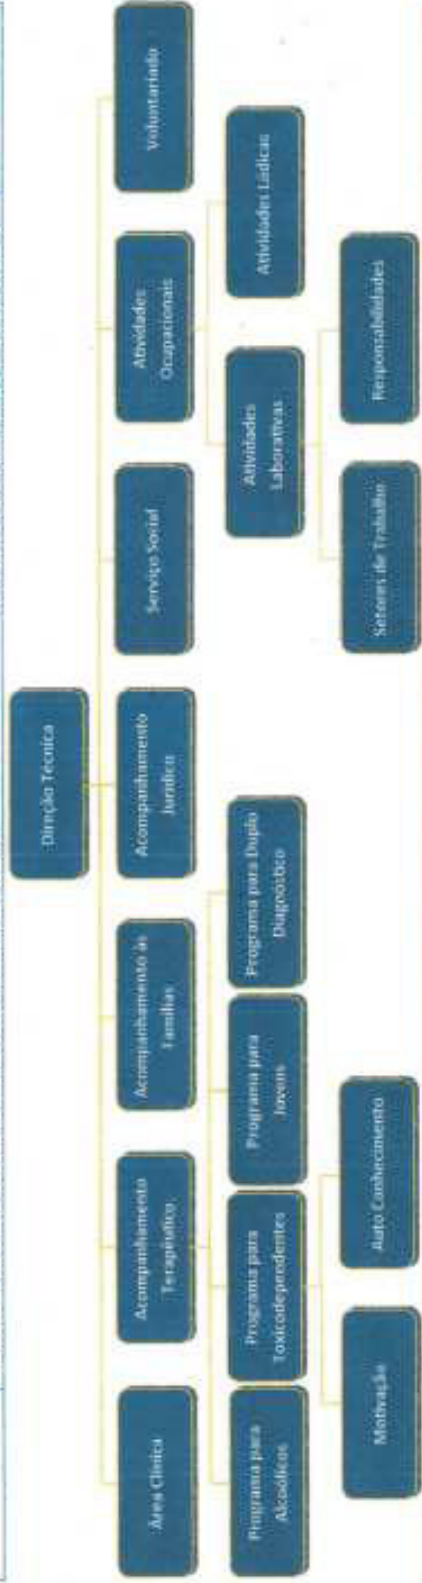 Direção Técnica
Área Clínica
Acompanhamento
Terapêutico
Acompanhamento às
Famílias
Acompanhamento
Jurídico
Serviço Social
Atividades
Ocupacionais
Voluntariado
Programa para
Alcoólicos
Programa para
Toxicodependentes
Programa para
Jovens
Programa para Duplo
Diagnóstico
Atividades
Laborativas
Atividades Lúdicas
Motivação
Auto Conhecimento
Setores de Trabalho
Responsabilidades